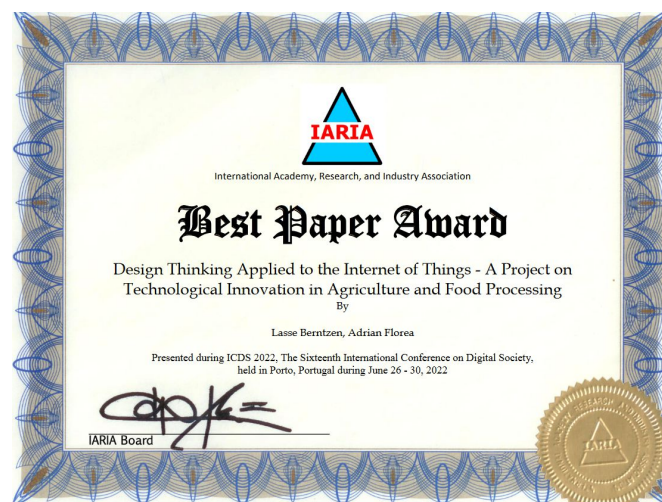 IARIA
International Academy, Research, and Industry Association
Best Paper Award
Design Thinking Applied to the Internet of Things - A Project on
Technological Innovation in Agriculture and Food Processing
By
Lasse Berntzen, Adrian Florea
Presented during ICDS 2022, The Sixteenth International Conference on Digital Society,
held in Porto, Portugal during June 26 - 30, 2022
IARIA Board
IARIA